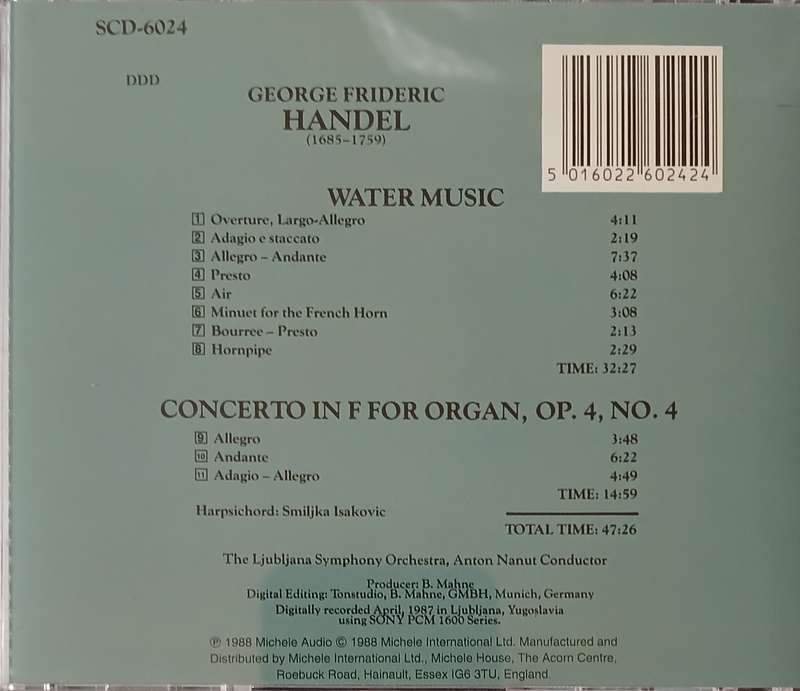 SCD-6024
DDD
GEORGE FRIDERIC
HANDEL
(1685–1759)
5 016022 602424
WATER MUSIC
1 Overture, Largo-Allegro 4:11
2 Adagio e staccato 2:19
3 Allegro – Andante 7:37
4 Presto 4:08
5 Air 6:22
6 Minuet for the French Horn 3:08
7 Bourree – Presto 2:13
8 Hornpipe 2:29
TIME: 32:27
CONCERTO IN F FOR ORGAN, OP. 4, NO. 4
9 Allegro 3:48
10 Andante 6:22
11 Adagio – Allegro 4:49
TIME: 14:59
Harpsichord: Smiljka Isakovic
TOTAL TIME: 47:26
The Ljubljana Symphony Orchestra, Anton Nanut Conductor
Producer: B. Mahne
Digital Editing: Tonstudio, B. Mahne, GMBH, Munich, Germany
Digitally recorded April, 1987 in Ljubljana, Yugoslavia
using SONY PCM 1600 Series.
℗ 1988 Michele Audio © 1988 Michele International Ltd. Manufactured and
Distributed by Michele International Ltd., Michele House, The Acorn Centre,
Roebuck Road, Hainault, Essex IG6 3TU, England